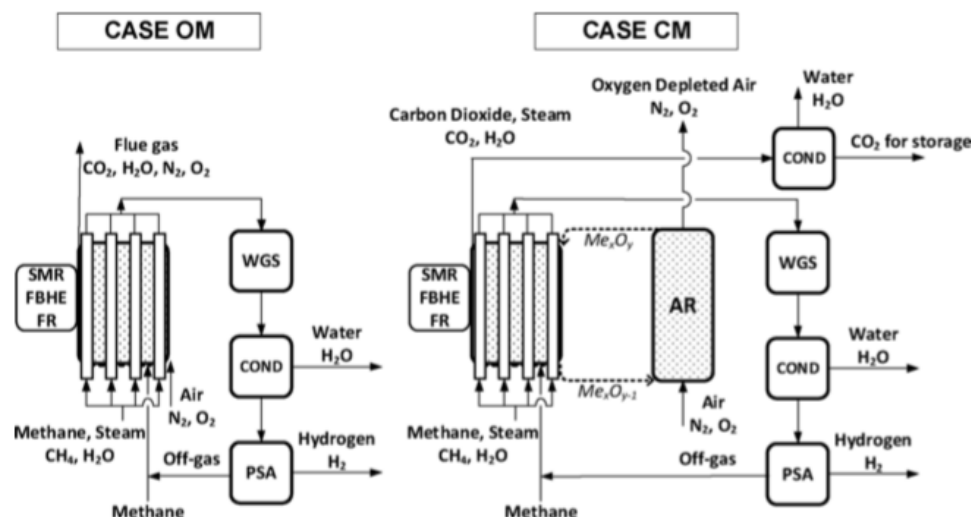 CASE OM
Flue gas
CO₂, H₂O, N₂, O₂
SMR
FBHE
FR
WGS
COND
Water
H₂O
Air
N₂, O₂
Methane, Steam
CH₄, H₂O
PSA
Hydrogen
H₂
Off-gas
Methane
CASE CM
Carbon Dioxide, Steam
CO₂, H₂O
Oxygen Depleted Air
N₂, O₂
Water
H₂O
COND
CO₂ for storage
SMR
FBHE
FR
MeₓOᵧ
AR
WGS
COND
Water
H₂O
MeₓOᵧ₋₁
Air
N₂, O₂
Methane, Steam
CH₄, H₂O
Off-gas
PSA
Hydrogen
H₂
Methane